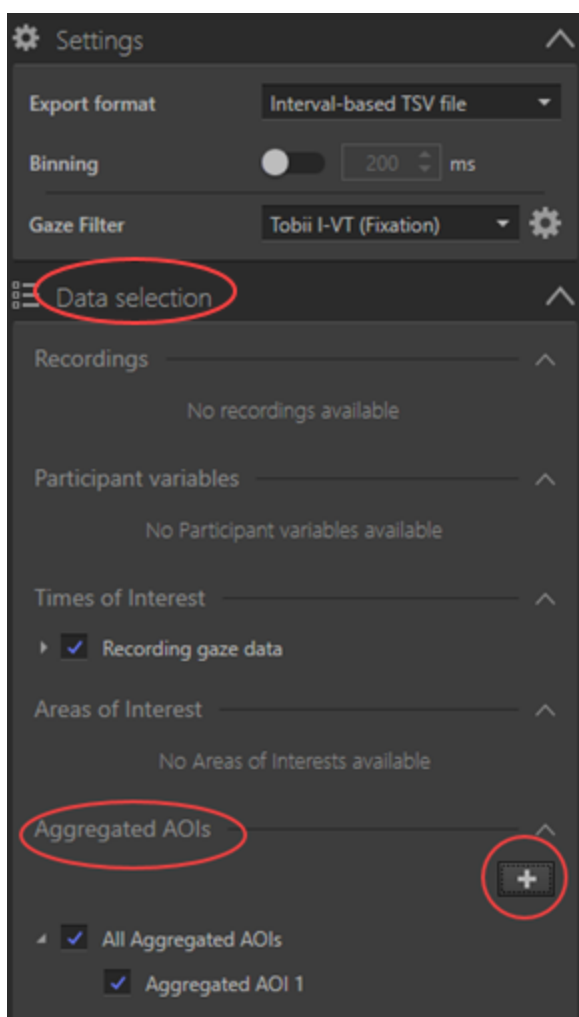 Settings
Export format Interval-based TSV file
Binning 200 ms
Gaze Filter Tobii I-VT (Fixation)
Data selection
Recordings
No recordings available
Participant variables
No Participant variables available
Times of Interest
Recording gaze data
Areas of Interest
No Areas of Interests available
Aggregated AOIs
+
All Aggregated AOIs
Aggregated AOI 1